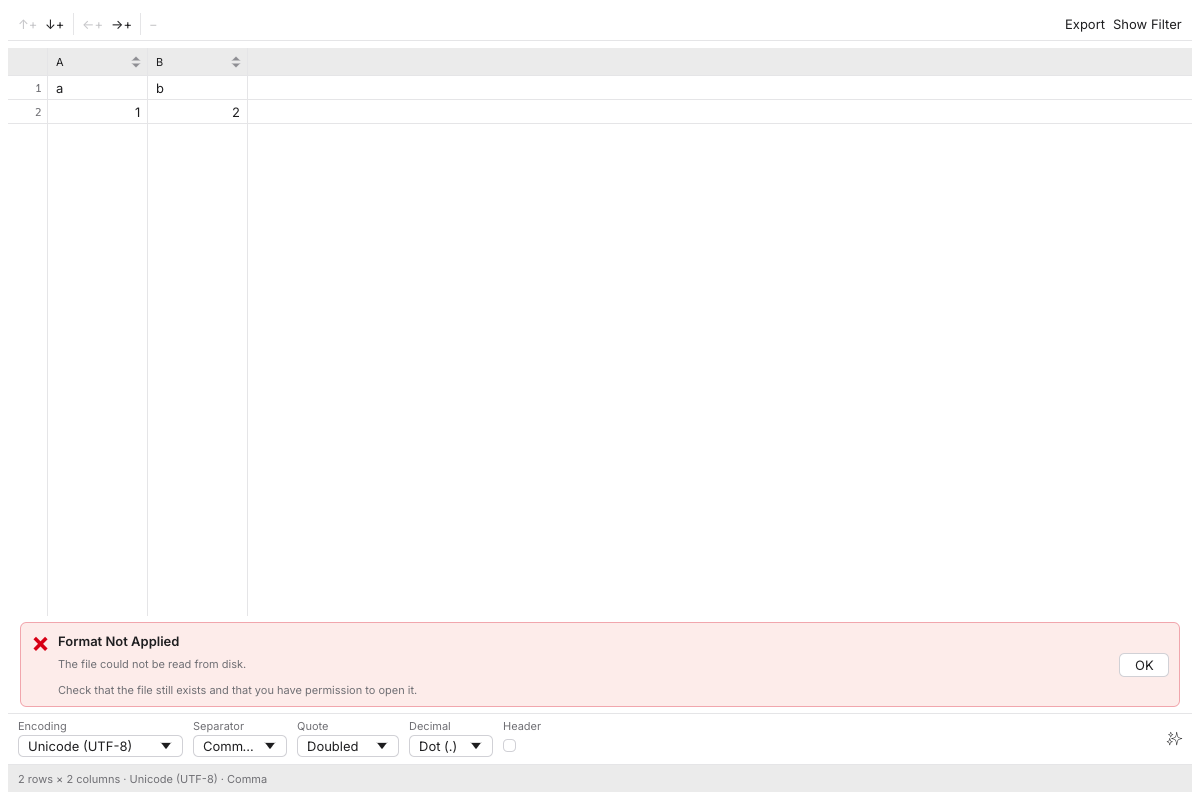 ↑+ ↓+ ←+ →+ − Export Show Filter
A B
1 a b
2 1 2
Format Not Applied
The file could not be read from disk.
OK
Check that the file still exists and that you have permission to open it.
Encoding Separator Quote Decimal Header
Unicode (UTF-8) Comm... Doubled Dot (.)
2 rows × 2 columns · Unicode (UTF-8) · Comma